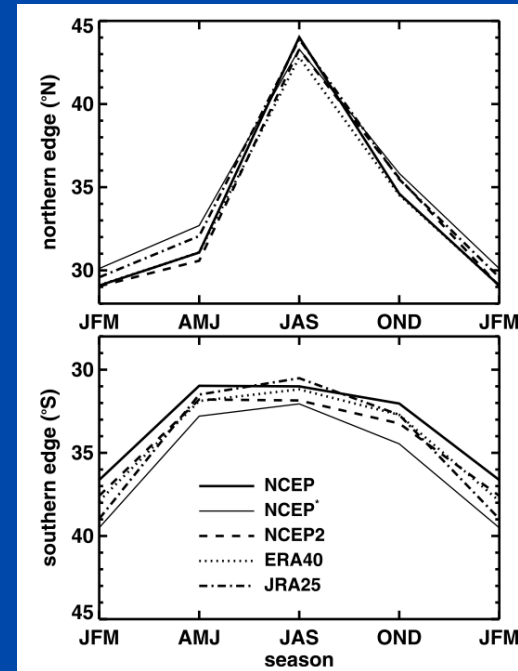 northern edge (°N)
45
40
35
30
JFM AMJ JAS OND JFM
southern edge (°S)
30
35
40
45
NCEP
NCEP*
NCEP2
ERA40
JRA25
JFM AMJ JAS OND JFM
season